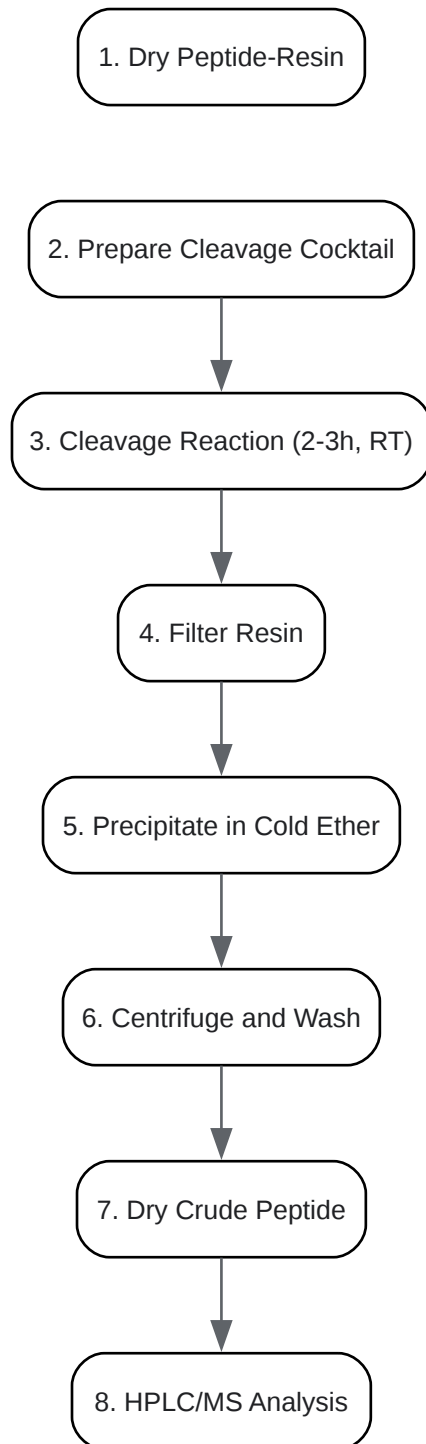 1. Dry Peptide-Resin
2. Prepare Cleavage Cocktail
3. Cleavage Reaction (2-3h, RT)
4. Filter Resin
5. Precipitate in Cold Ether
6. Centrifuge and Wash
7. Dry Crude Peptide
8. HPLC/MS Analysis